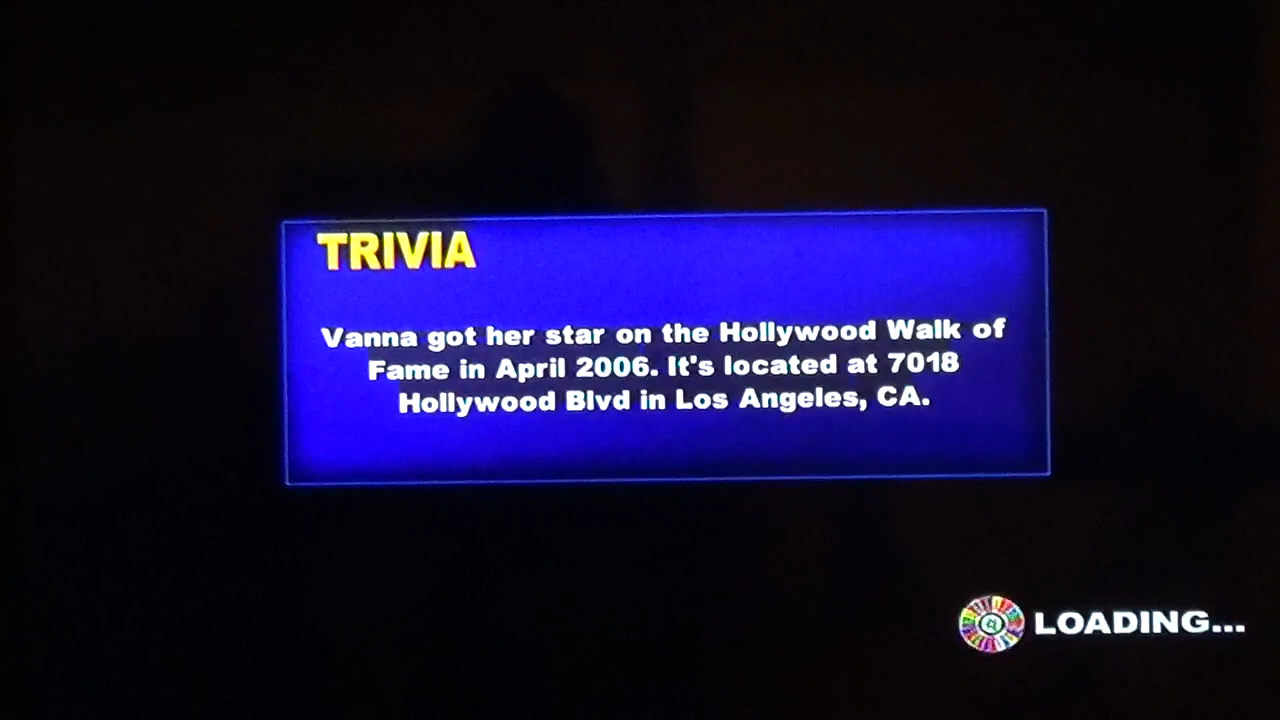 TRIVIA
Vanna got her star on the Hollywood Walk of
Fame in April 2006. It's located at 7018
Hollywood Blvd in Los Angeles, CA.
LOADING...